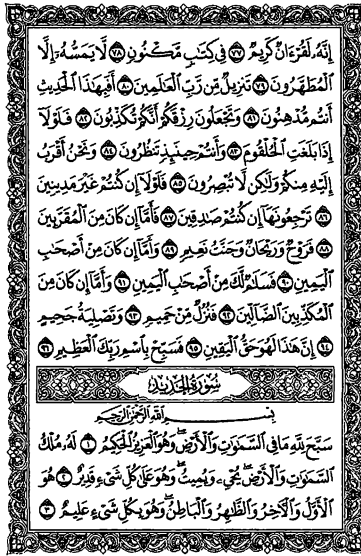 إِنَّهُۥ لَقُرْءَانٌ كَرِيمٌ ۝٧٧ فِى كِتَٰبٍ مَّكْنُونٍ ۝٧٨ لَّا يَمَسُّهُۥٓ إِلَّا
ٱلْمُطَهَّرُونَ ۝٧٩ تَنزِيلٌ مِّن رَّبِّ ٱلْعَٰلَمِينَ ۝٨٠ أَفَبِهَٰذَا ٱلْحَدِيثِ
أَنتُم مُّدْهِنُونَ ۝٨١ وَتَجْعَلُونَ رِزْقَكُمْ أَنَّكُمْ تُكَذِّبُونَ ۝٨٢ فَلَوْلَآ
إِذَا بَلَغَتِ ٱلْحُلْقُومَ ۝٨٣ وَأَنتُمْ حِينَئِذٍ تَنظُرُونَ ۝٨٤ وَنَحْنُ أَقْرَبُ
إِلَيْهِ مِنكُمْ وَلَٰكِن لَّا تُبْصِرُونَ ۝٨٥ فَلَوْلَآ إِن كُنتُمْ غَيْرَ مَدِينِينَ
۝٨٦ تَرْجِعُونَهَآ إِن كُنتُمْ صَٰدِقِينَ ۝٨٧ فَأَمَّآ إِن كَانَ مِنَ ٱلْمُقَرَّبِينَ
۝٨٨ فَرَوْحٌ وَرَيْحَانٌ وَجَنَّتُ نَعِيمٍ ۝٨٩ وَأَمَّآ إِن كَانَ مِنْ أَصْحَٰبِ
ٱلْيَمِينِ ۝٩٠ فَسَلَٰمٌ لَّكَ مِنْ أَصْحَٰبِ ٱلْيَمِينِ ۝٩١ وَأَمَّآ إِن كَانَ مِنَ
ٱلْمُكَذِّبِينَ ٱلضَّآلِّينَ ۝٩٢ فَنُزُلٌ مِّنْ حَمِيمٍ ۝٩٣ وَتَصْلِيَةُ جَحِيمٍ
۝٩٤ إِنَّ هَٰذَا لَهُوَ حَقُّ ٱلْيَقِينِ ۝٩٥ فَسَبِّحْ بِٱسْمِ رَبِّكَ ٱلْعَظِيمِ ۝٩٦
سُورَةُ الْحَدِيدِ
بِسْمِ ٱللَّهِ ٱلرَّحْمَٰنِ ٱلرَّحِيمِ
سَبَّحَ لِلَّهِ مَا فِى ٱلسَّمَٰوَٰتِ وَٱلْأَرْضِ وَهُوَ ٱلْعَزِيزُ ٱلْحَكِيمُ ۝١ لَهُۥ مُلْكُ
ٱلسَّمَٰوَٰتِ وَٱلْأَرْضِ يُحْىِۦ وَيُمِيتُ وَهُوَ عَلَىٰ كُلِّ شَىْءٍ قَدِيرٌ ۝٢ هُوَ
ٱلْأَوَّلُ وَٱلْءَاخِرُ وَٱلظَّٰهِرُ وَٱلْبَاطِنُ وَهُوَ بِكُلِّ شَىْءٍ عَلِيمٌ ۝٣